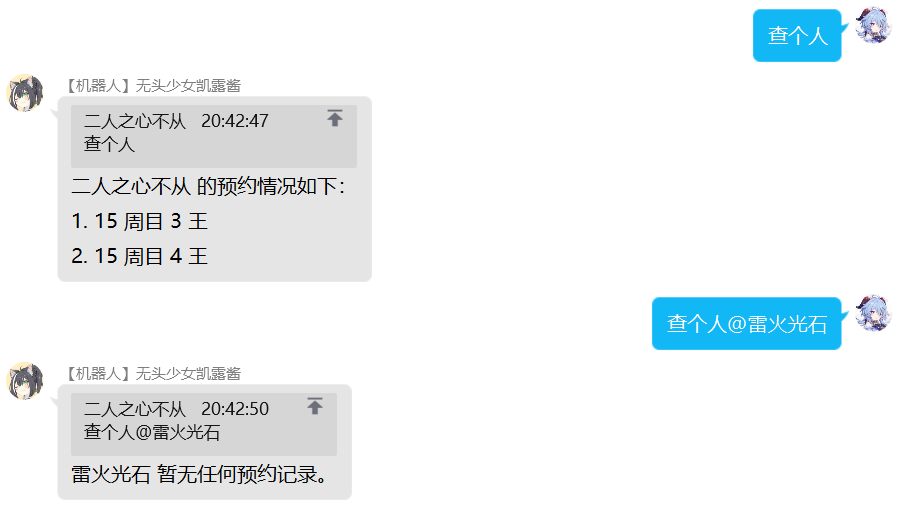 查个人
【机器人】无头少女凯露酱
二人之心不从 20:42:47
查个人
二人之心不从 的预约情况如下：
1. 15 周目 3 王
2. 15 周目 4 王
查个人@雷火光石
【机器人】无头少女凯露酱
二人之心不从 20:42:50
查个人@雷火光石
雷火光石 暂无任何预约记录。